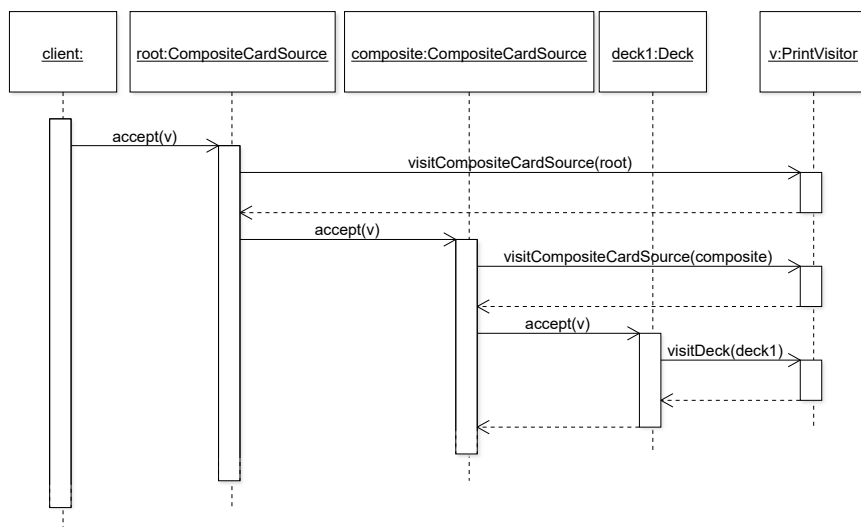 client:
root:CompositeCardSource
composite:CompositeCardSource
deck1:Deck
v:PrintVisitor
accept(v)
visitCompositeCardSource(root)
accept(v)
visitCompositeCardSource(composite)
accept(v)
visitDeck(deck1)